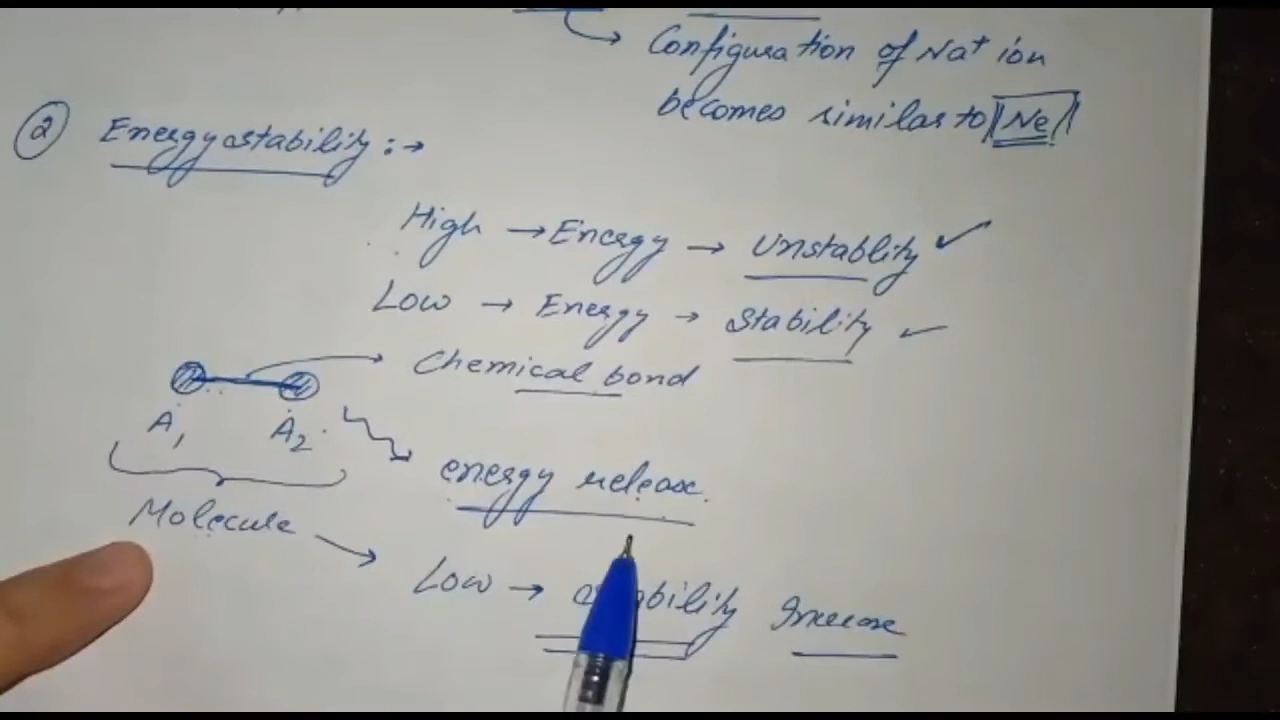 Configuration of Na+ ion
becomes similar to Ne
② Energy stability :→
High → Energy → Unstablity ✓
Low → Energy → stability ✓
Chemical bond
A1 A2
energy release.
Molecule
Low → Increase